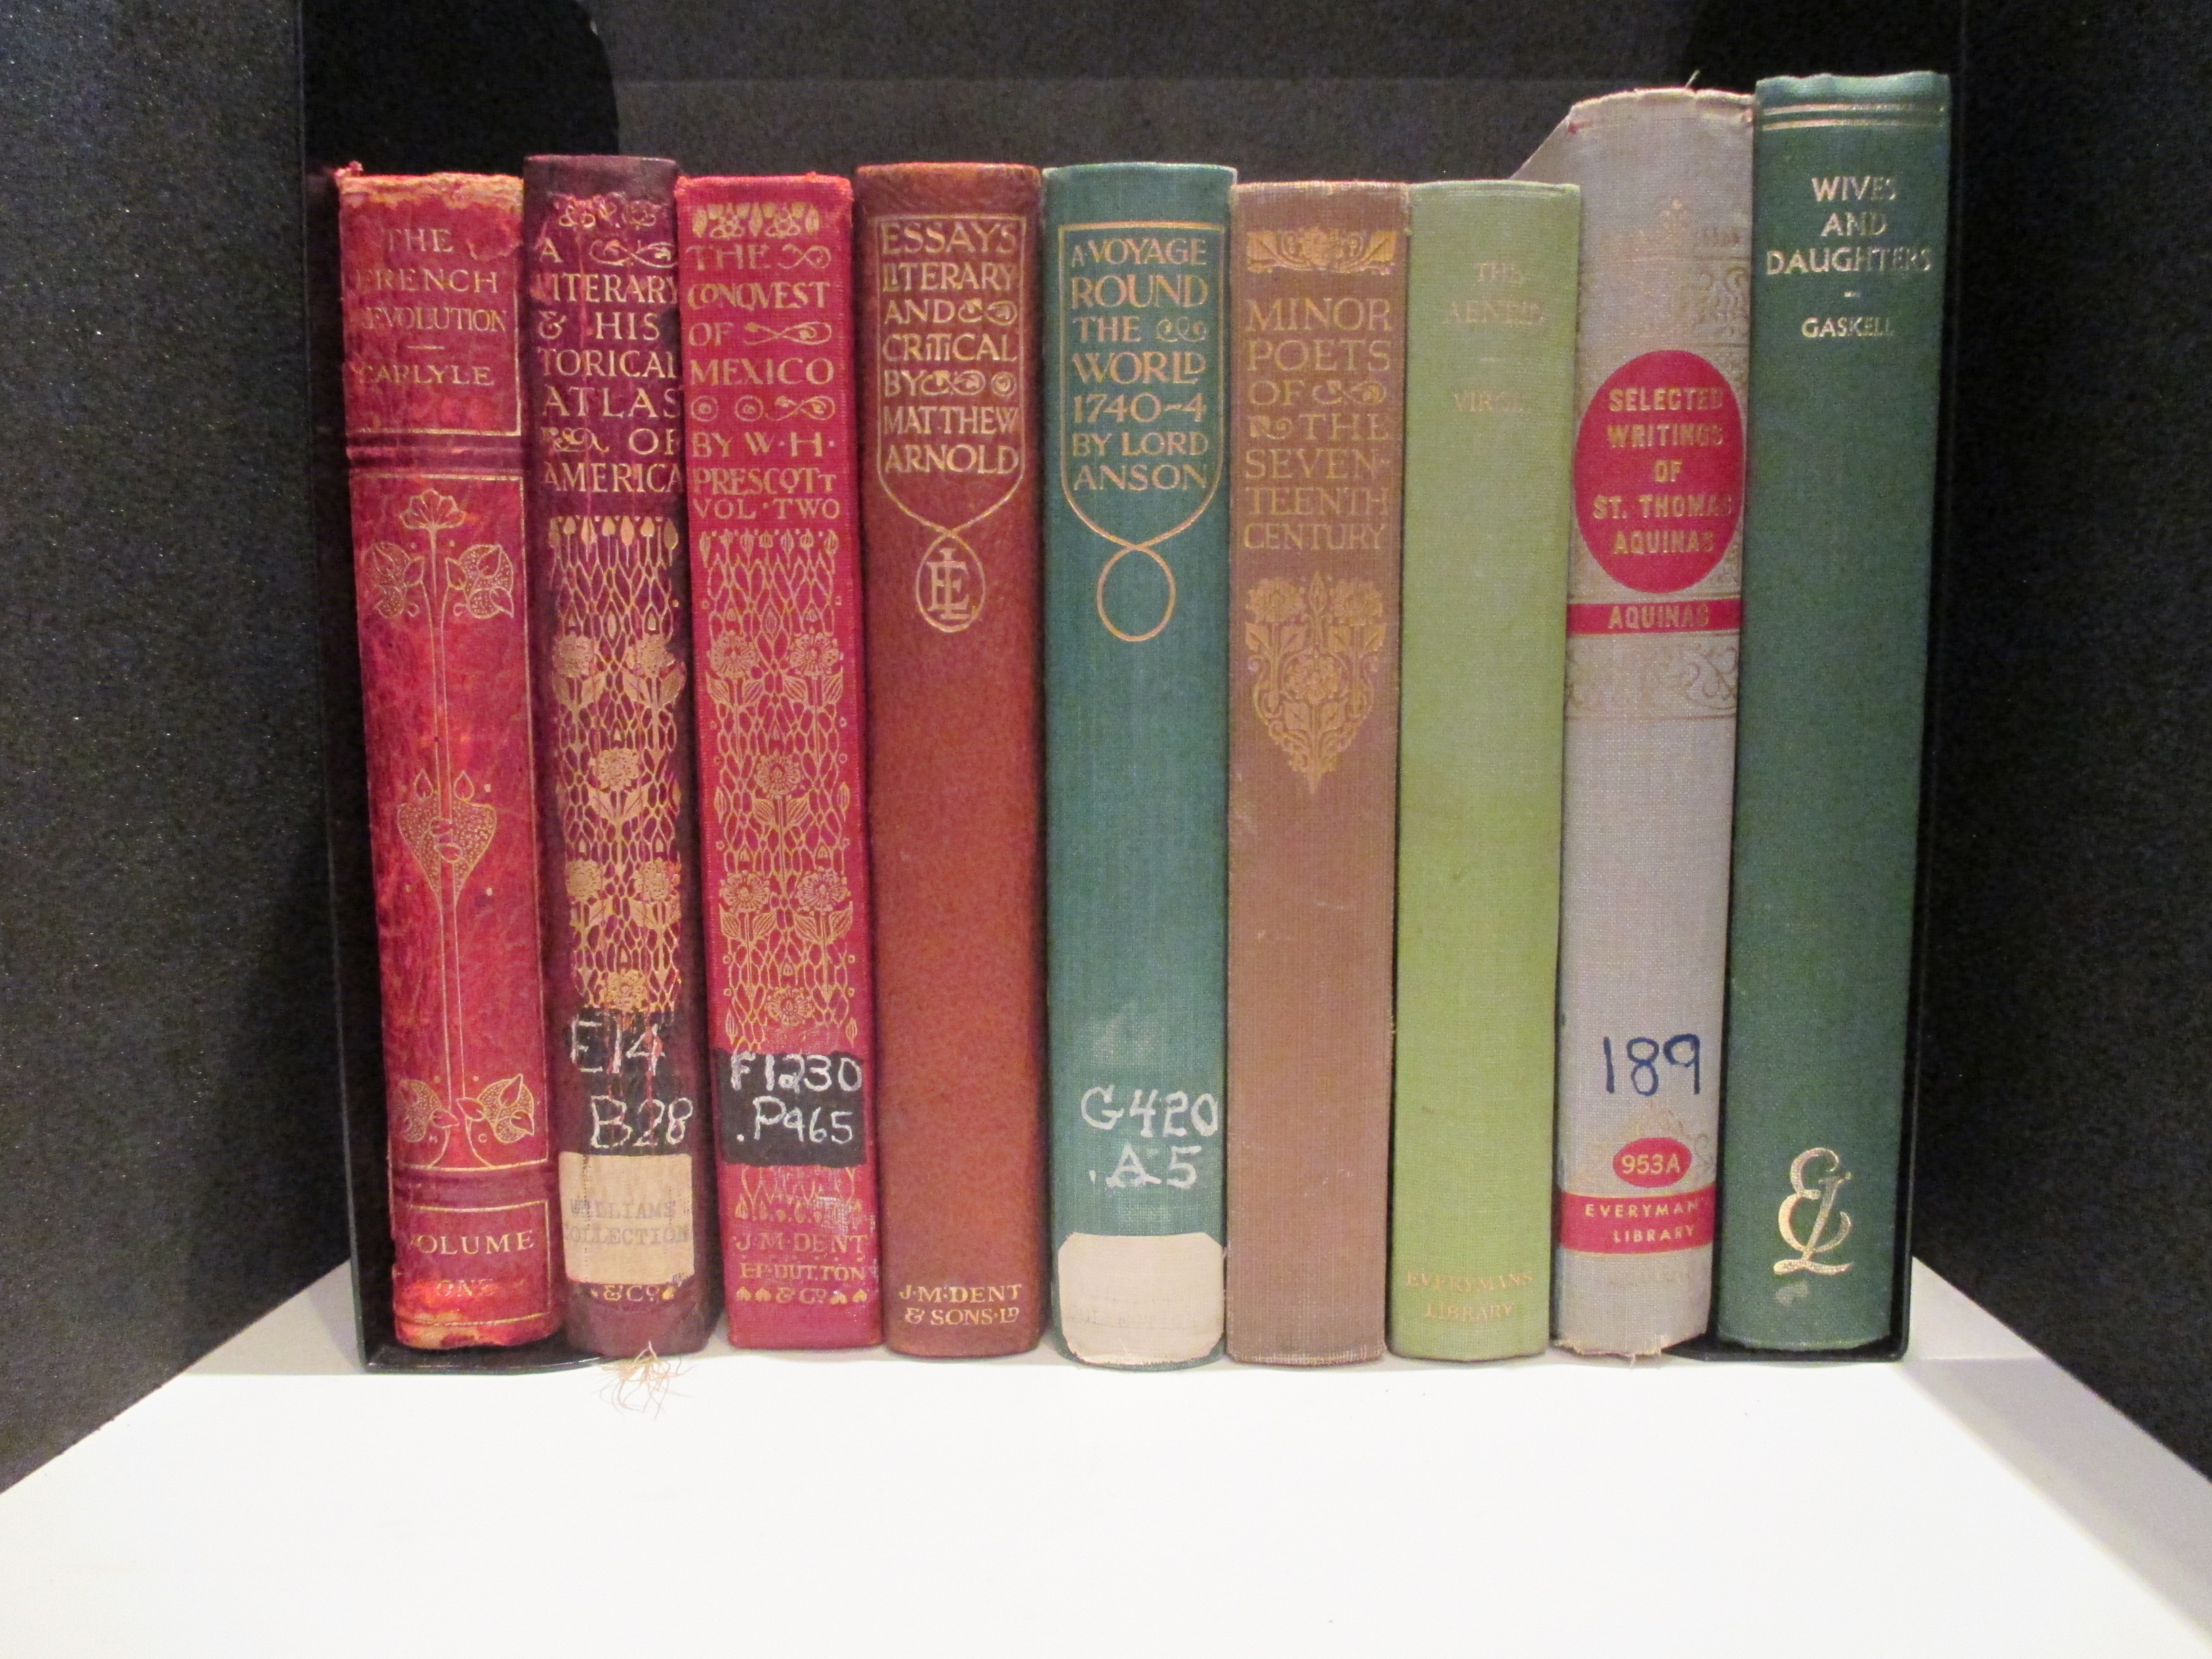 THE
FRENCH
REVOLUTION
CARLYLE
VOLUME
ONE
A
LITERARY
& HIS
TORICAL
ATLAS
OF
AMERICA
E14
B28
WILLIAMS
COLLECTION
& Co
THE
CONQVEST
OF
MEXICO
BY W·H·
PRESCOTT
VOL·TWO
F1230
.P965
J·M·DENT
E·P·DUTTON
& Co
ESSAYS
LITERARY
AND
CRITICAL
BY
MATTHEW
ARNOLD
EL
J·M·DENT
& SONS·LD
A VOYAGE
ROUND
THE
WORLD
1740-4
BY LORD
ANSON
G420
.A5
MINOR
POETS
OF
THE
SEVEN-
TEENTH
CENTURY
THE
AENEID
VIRGIL
EVERYMANS
LIBRARY
SELECTED
WRITINGS
OF
ST. THOMAS
AQUINAS
AQUINAS
189
953A
EVERYMAN'S
LIBRARY
WIVES
AND
DAUGHTERS
GASKELL
EL